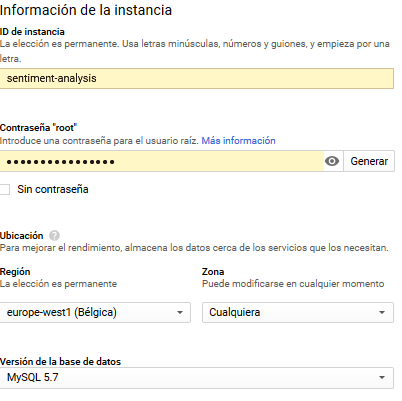 Información de la instancia
ID de instancia
La elección es permanente. Usa letras minúsculas, números y guiones, y empieza por una
letra.
sentiment-analysis
Contraseña "root"
Introduce una contraseña para el usuario raíz. Más información
••••••••••••••••
Generar
Sin contraseña
Ubicación ?
Para mejorar el rendimiento, almacena los datos cerca de los servicios que los necesitan.
Región
Zona
La elección es permanente
Puede modificarse en cualquier momento
europe-west1 (Bélgica)
Cualquiera
Versión de la base de datos
MySQL 5.7